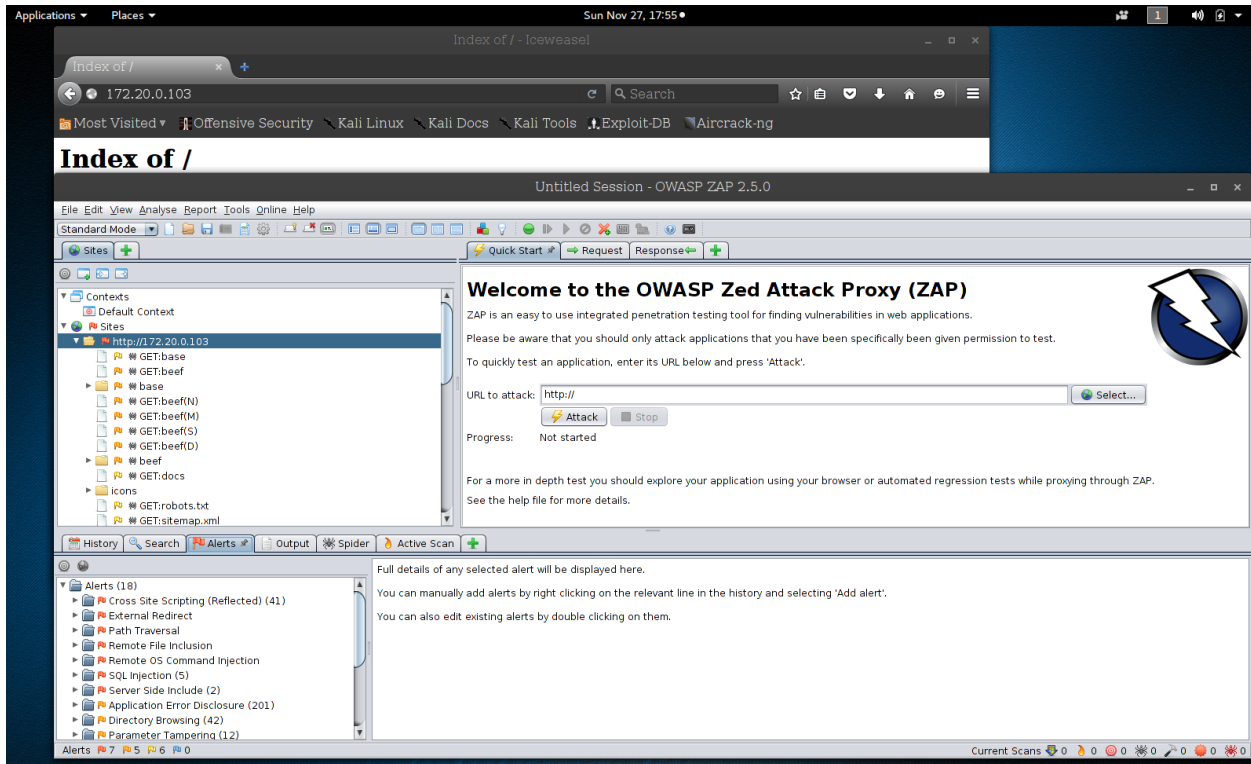 Applications Places Sun Nov 27, 17:55 1
Index of / - Iceweasel
Index of /
172.20.0.103 Search
Most Visited Offensive Security Kali Linux Kali Docs Kali Tools Exploit-DB Aircrack-ng
Index of /
Untitled Session - OWASP ZAP 2.5.0
File Edit View Analyse Report Tools Online Help
Standard Mode
Sites
Quick Start Request Response
Contexts
Default Context
Sites
http://172.20.0.103
GET:base
GET:beef
base
GET:beef(N)
GET:beef(M)
GET:beef(S)
GET:beef(D)
beef
GET:docs
icons
GET:robots.txt
GET:sitemap.xml
Welcome to the OWASP Zed Attack Proxy (ZAP)
ZAP is an easy to use integrated penetration testing tool for finding vulnerabilities in web applications.
Please be aware that you should only attack applications that you have been specifically been given permission to test.
To quickly test an application, enter its URL below and press 'Attack'.
URL to attack: http:// Select...
Attack Stop
Progress: Not started
For a more in depth test you should explore your application using your browser or automated regression tests while proxying through ZAP.
See the help file for more details.
History Search Alerts Output Spider Active Scan
Alerts (18)
Cross Site Scripting (Reflected) (41)
External Redirect
Path Traversal
Remote File Inclusion
Remote OS Command Injection
SQL Injection (5)
Server Side Include (2)
Application Error Disclosure (201)
Directory Browsing (42)
Parameter Tampering (12)
Full details of any selected alert will be displayed here.
You can manually add alerts by right clicking on the relevant line in the history and selecting 'Add alert'.
You can also edit existing alerts by double clicking on them.
Alerts 7 5 6 0
Current Scans 0 0 0 0 0 0 0